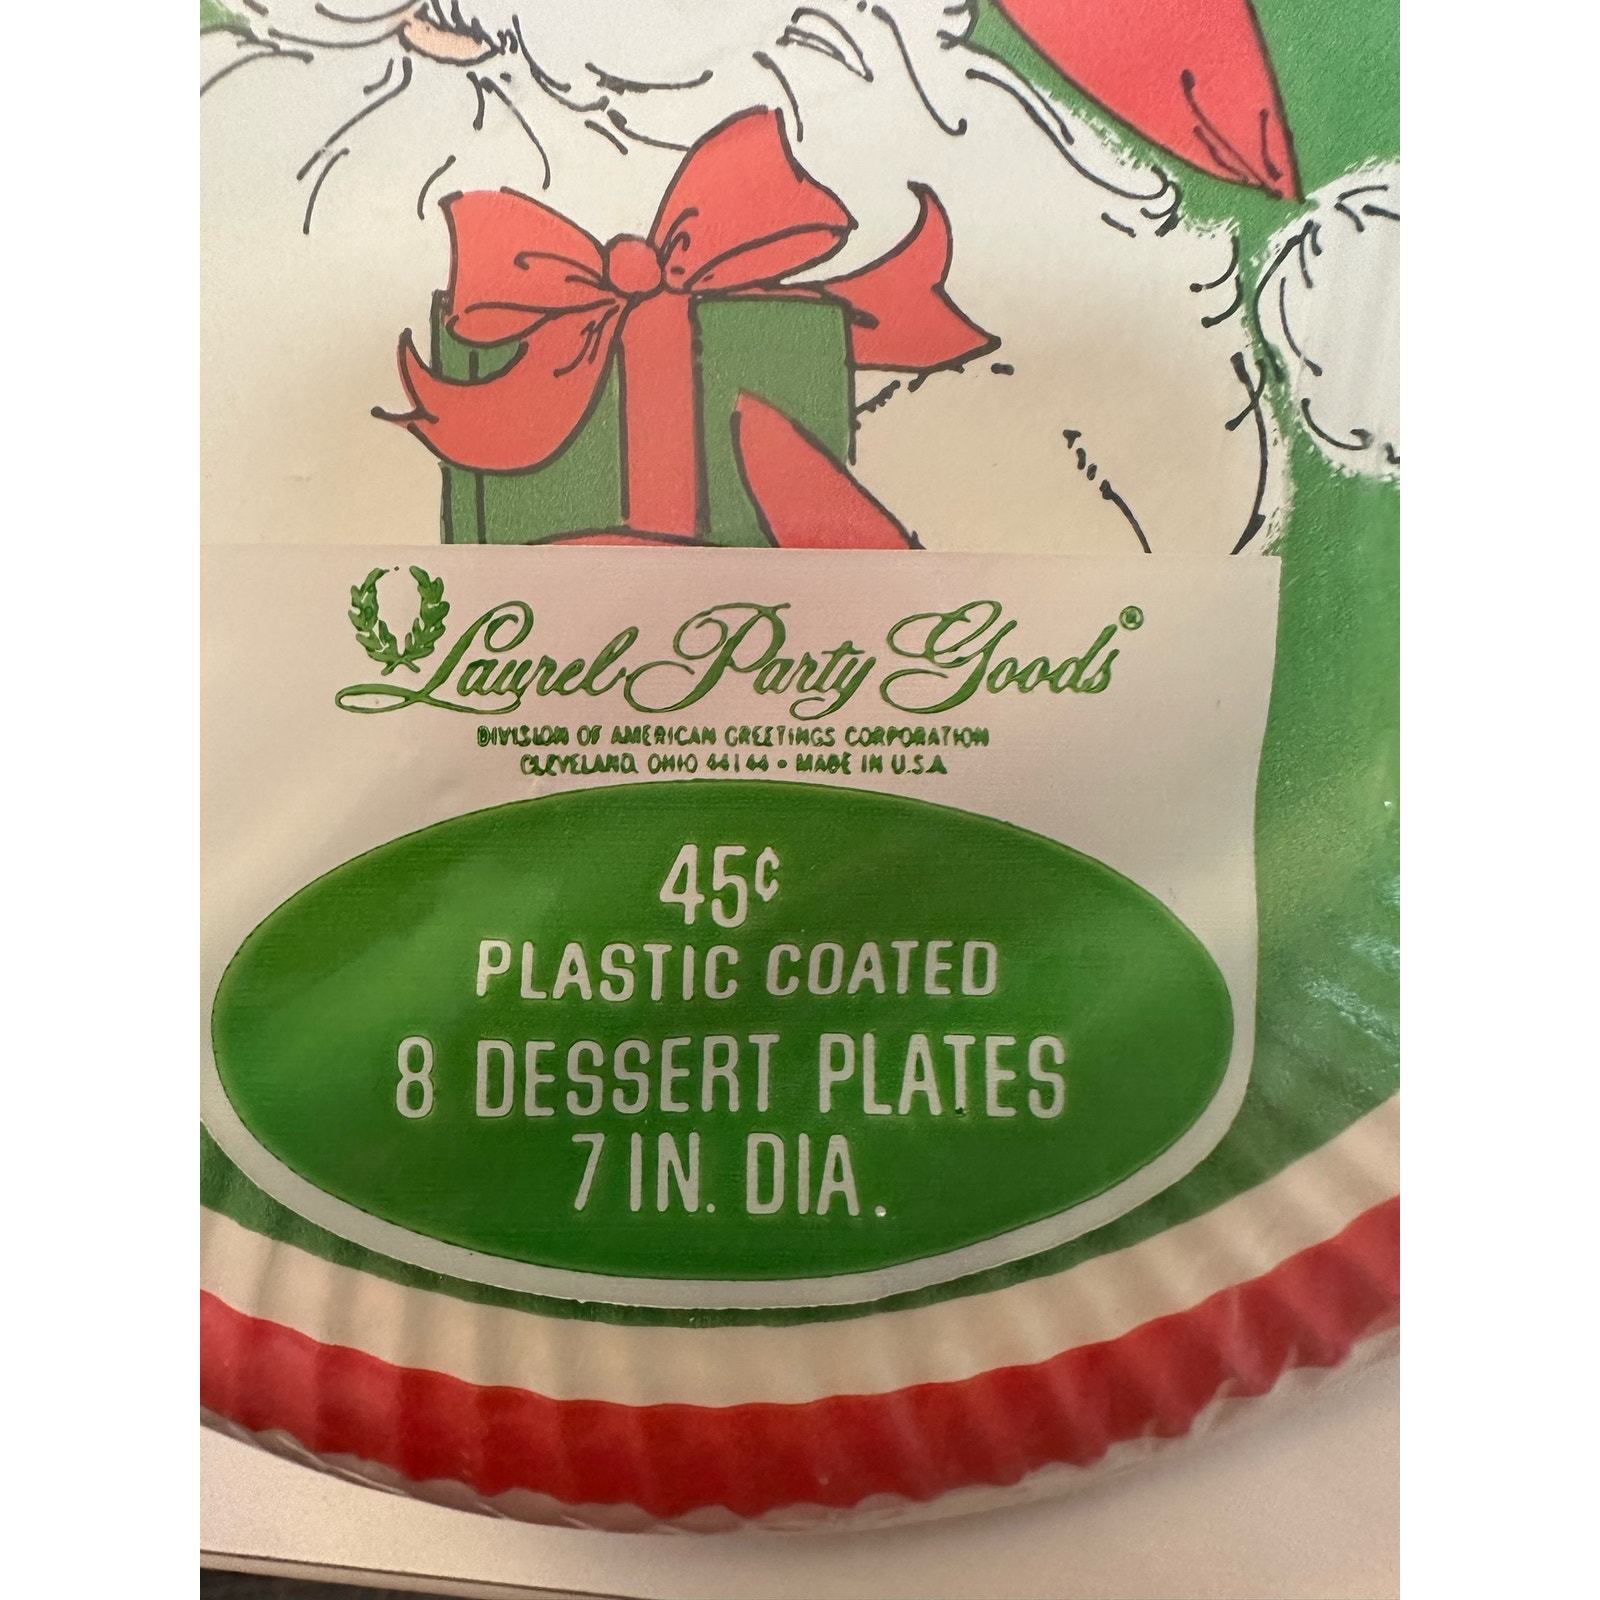 Laurel Party Goods®
DIVISION OF AMERICAN GREETINGS CORPORATION
CLEVELAND, OHIO 44144 • MADE IN U.S.A
45¢
PLASTIC COATED
8 DESSERT PLATES
7 IN. DIA.